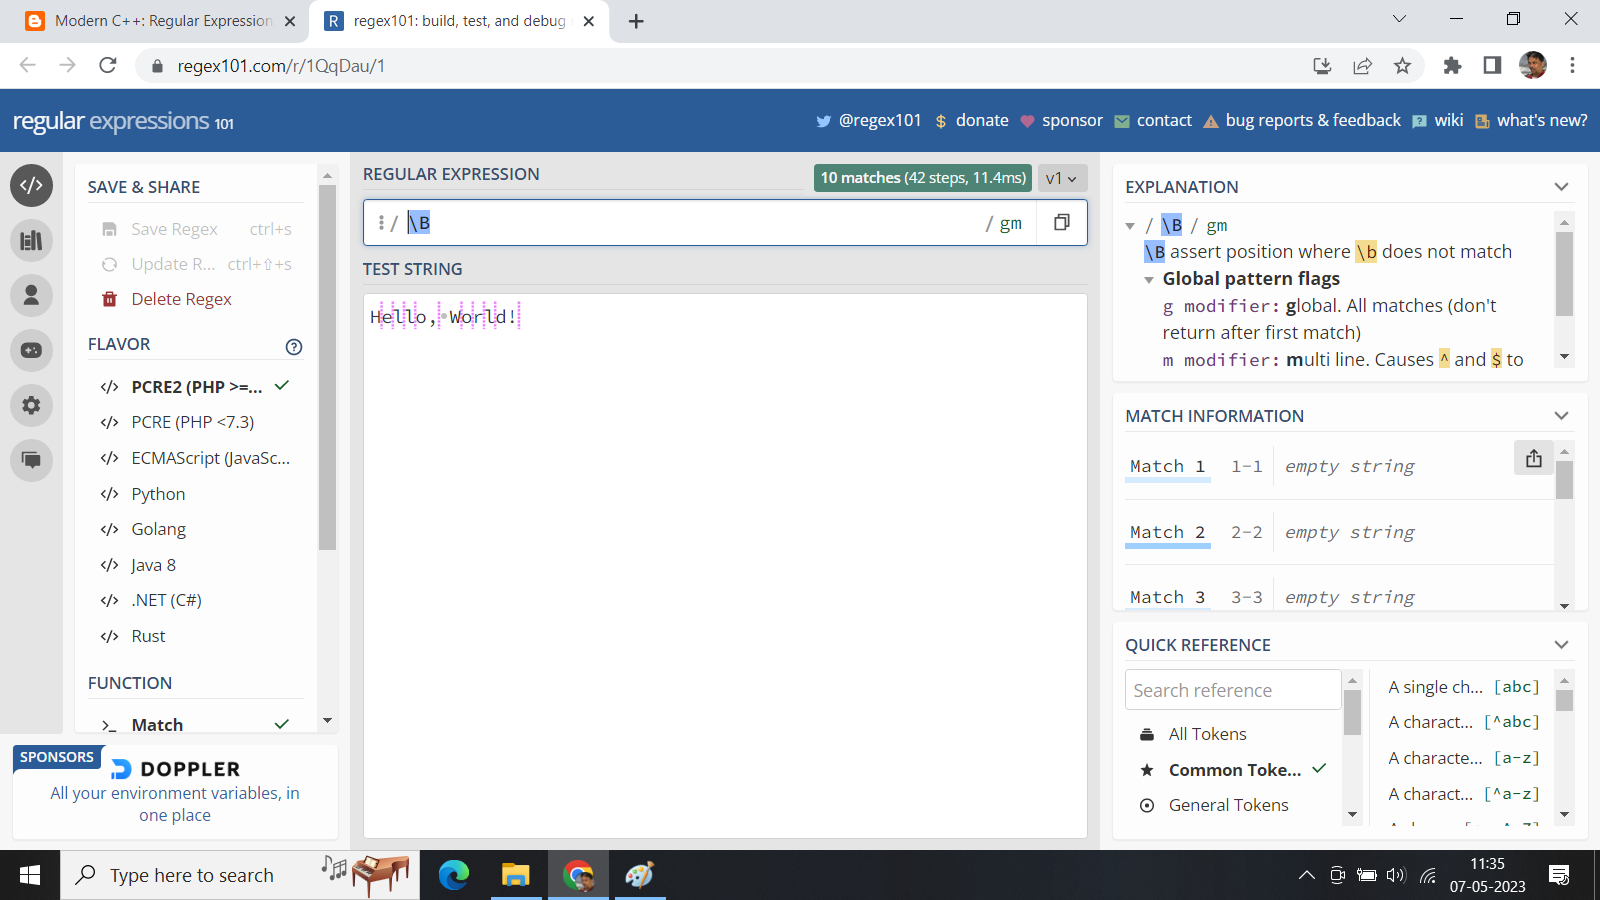 Modern C++: Regular Expression
regex101: build, test, and debug
regex101.com/r/1QqDau/1
regular expressions 101
@regex101
$ donate
sponsor
contact
bug reports & feedback
wiki
what's new?
SAVE & SHARE
Save Regex ctrl+s
Update R... ctrl+⇧+s
Delete Regex
FLAVOR
</> PCRE2 (PHP >=...
</> PCRE (PHP <7.3)
</> ECMAScript (JavaSc...
</> Python
</> Golang
</> Java 8
</> .NET (C#)
</> Rust
FUNCTION
Match
SPONSORS
DOPPLER
All your environment variables, in
one place
REGULAR EXPRESSION
10 matches (42 steps, 11.4ms)
v1
/ \B / gm
TEST STRING
Hello,·World!
EXPLANATION
/ \B / gm
\B assert position where \b does not match
Global pattern flags
g modifier: global. All matches (don't
return after first match)
m modifier: multi line. Causes ^ and $ to
MATCH INFORMATION
Match 1 1-1 empty string
Match 2 2-2 empty string
Match 3 3-3 empty string
QUICK REFERENCE
Search reference
All Tokens
Common Toke...
General Tokens
A single ch... [abc]
A charact... [^abc]
A characte... [a-z]
A charact... [^a-z]
Type here to search
11:35
07-05-2023